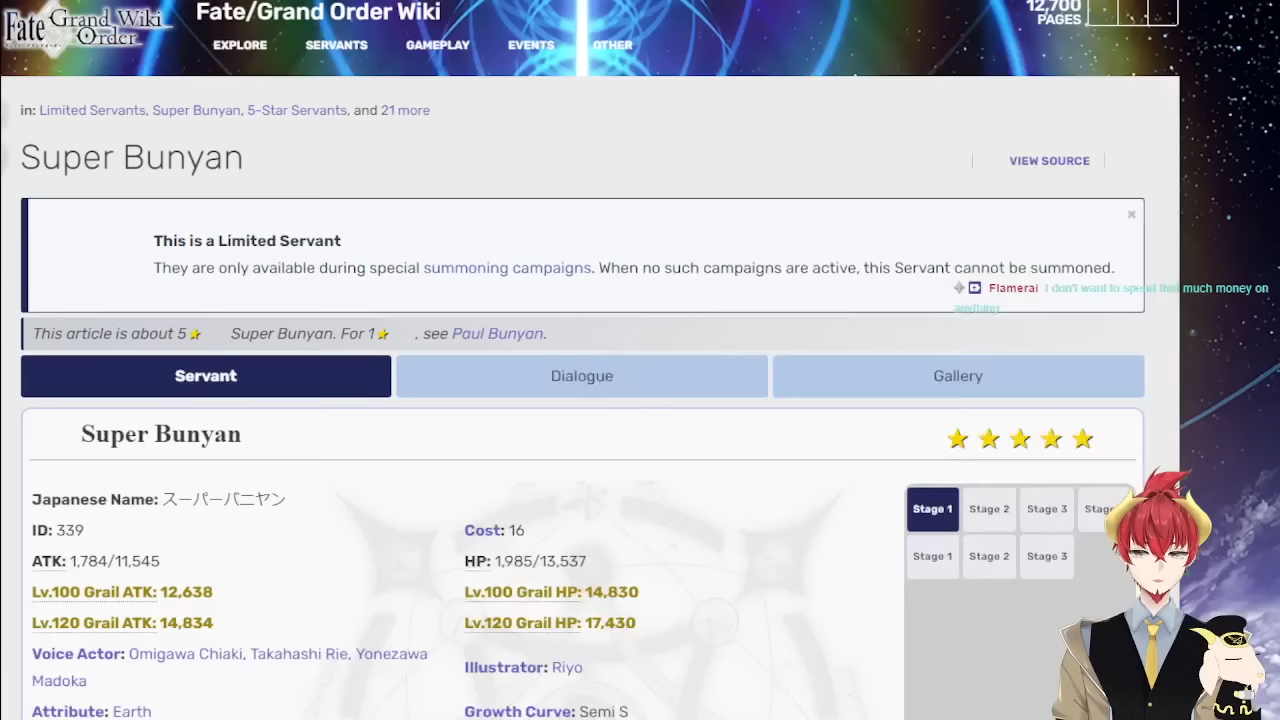 Fate Grand Wiki
Order
Fate/Grand Order Wiki
12,700
PAGES
EXPLORE SERVANTS GAMEPLAY EVENTS OTHER
in: Limited Servants, Super Bunyan, 5-Star Servants, and 21 more
Super Bunyan
VIEW SOURCE
This is a Limited Servant
They are only available during special summoning campaigns. When no such campaigns are active, this Servant cannot be summoned.
Flamerai I don't want to spend that much money on
anything
This article is about 5★ Super Bunyan. For 1★ , see Paul Bunyan.
Servant Dialogue Gallery
Super Bunyan
Japanese Name: スーパーバニヤン
ID: 339
Cost: 16
ATK: 1,784/11,545
HP: 1,985/13,537
Lv.100 Grail ATK: 12,638
Lv.100 Grail HP: 14,830
Lv.120 Grail ATK: 14,834
Lv.120 Grail HP: 17,430
Voice Actor: Omigawa Chiaki, Takahashi Rie, Yonezawa
Madoka
Illustrator: Riyo
Attribute: Earth
Growth Curve: Semi S
Stage 1 Stage 2 Stage 3
Stage 1 Stage 2 Stage 3